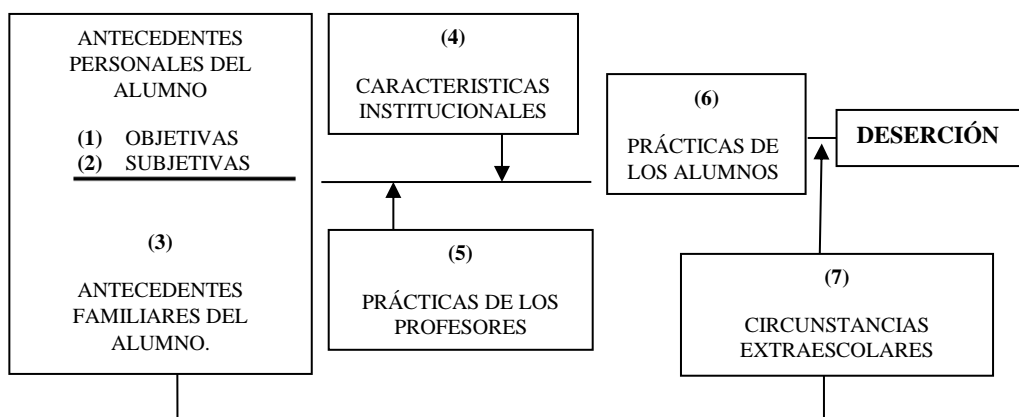 ANTECEDENTES
PERSONALES DEL
ALUMNO
(1) OBJETIVAS
(2) SUBJETIVAS
(3)
ANTECEDENTES
FAMILIARES DEL
ALUMNO.
(4)
CARACTERISTICAS
INSTITUCIONALES
(5)
PRÁCTICAS DE LOS
PROFESORES
(6)
PRÁCTICAS DE
LOS ALUMNOS
DESERCIÓN
(7)
CIRCUNSTANCIAS
EXTRAESCOLARES